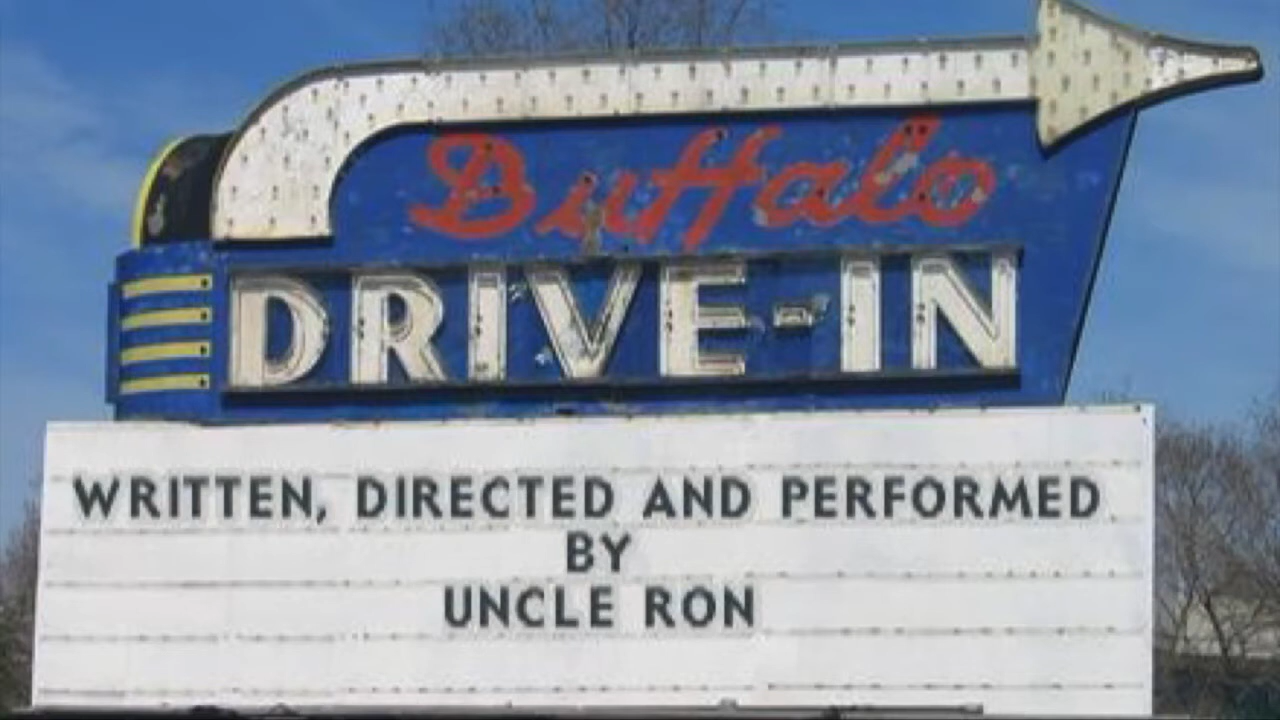 Buffalo
DRIVE-IN
WRITTEN, DIRECTED AND PERFORMED
BY
UNCLE RON